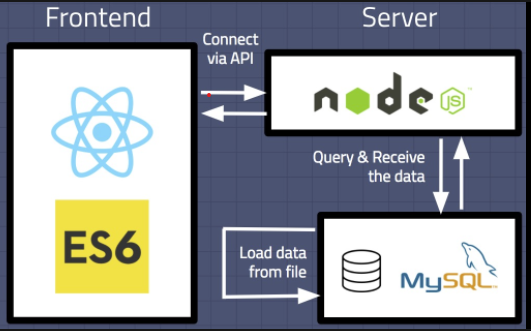 Frontend
Server
Connect
via API
node
JS
ES6
Query & Receive
the data
Load data
from file
MySQL